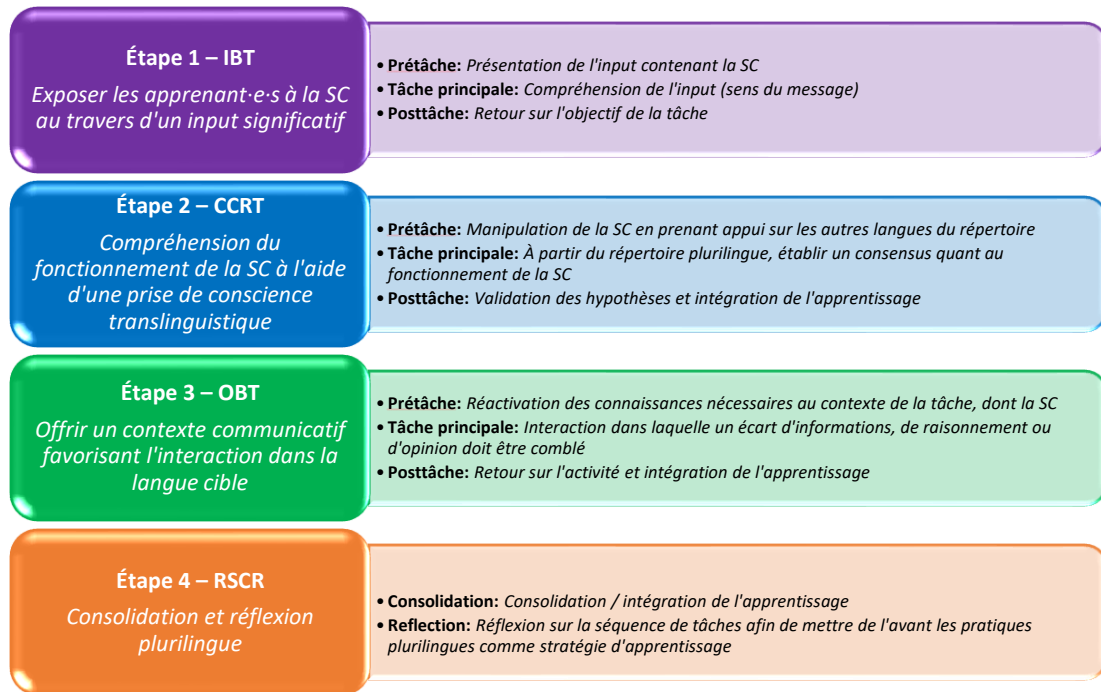 Étape 1 – IBT
Exposer les apprenant·e·s à la SC
au travers d'un input significatif
• Prétâche: Présentation de l'input contenant la SC
• Tâche principale: Compréhension de l'input (sens du message)
• Posttâche: Retour sur l'objectif de la tâche
Étape 2 – CCRT
Compréhension du
fonctionnement de la SC à l'aide
d'une prise de conscience
translinguistique
• Prétâche: Manipulation de la SC en prenant appui sur les autres langues du répertoire
• Tâche principale: À partir du répertoire plurilingue, établir un consensus quant au
fonctionnement de la SC
• Posttâche: Validation des hypothèses et intégration de l'apprentissage
Étape 3 – OBT
Offrir un contexte communicatif
favorisant l'interaction dans la
langue cible
• Prétâche: Réactivation des connaissances nécessaires au contexte de la tâche, dont la SC
• Tâche principale: Interaction dans laquelle un écart d'informations, de raisonnement ou
d'opinion doit être comblé
• Posttâche: Retour sur l'activité et intégration de l'apprentissage
Étape 4 – RSCR
Consolidation et réflexion
plurilingue
• Consolidation: Consolidation / intégration de l'apprentissage
• Reflection: Réflexion sur la séquence de tâches afin de mettre de l'avant les pratiques
plurilingues comme stratégie d'apprentissage